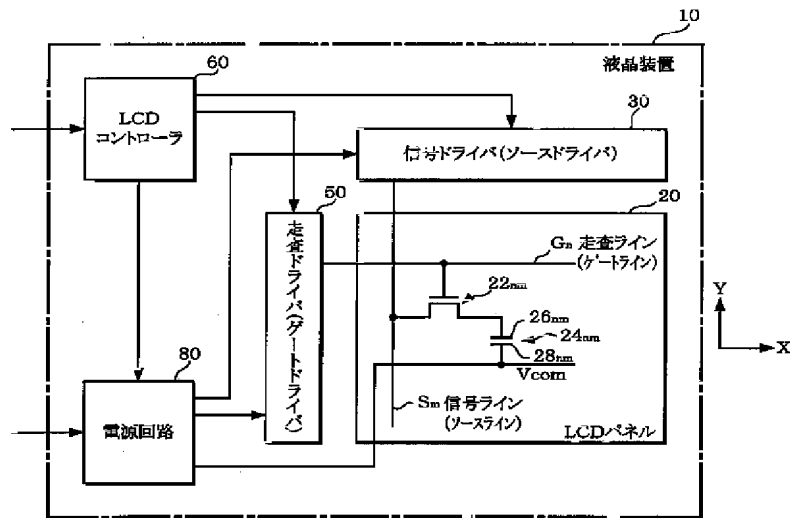 10
液晶装置
60
LCD
コントローラ
30
信号ドライバ(ソースドライバ)
50
走査ドライバ(ゲートドライバ)
20
Gn 走査ライン
(ゲートライン)
22nm
26nm
24nm
28nm
Vcom
Sm 信号ライン
(ソースライン)
LCDパネル
80
電源回路
Y
X